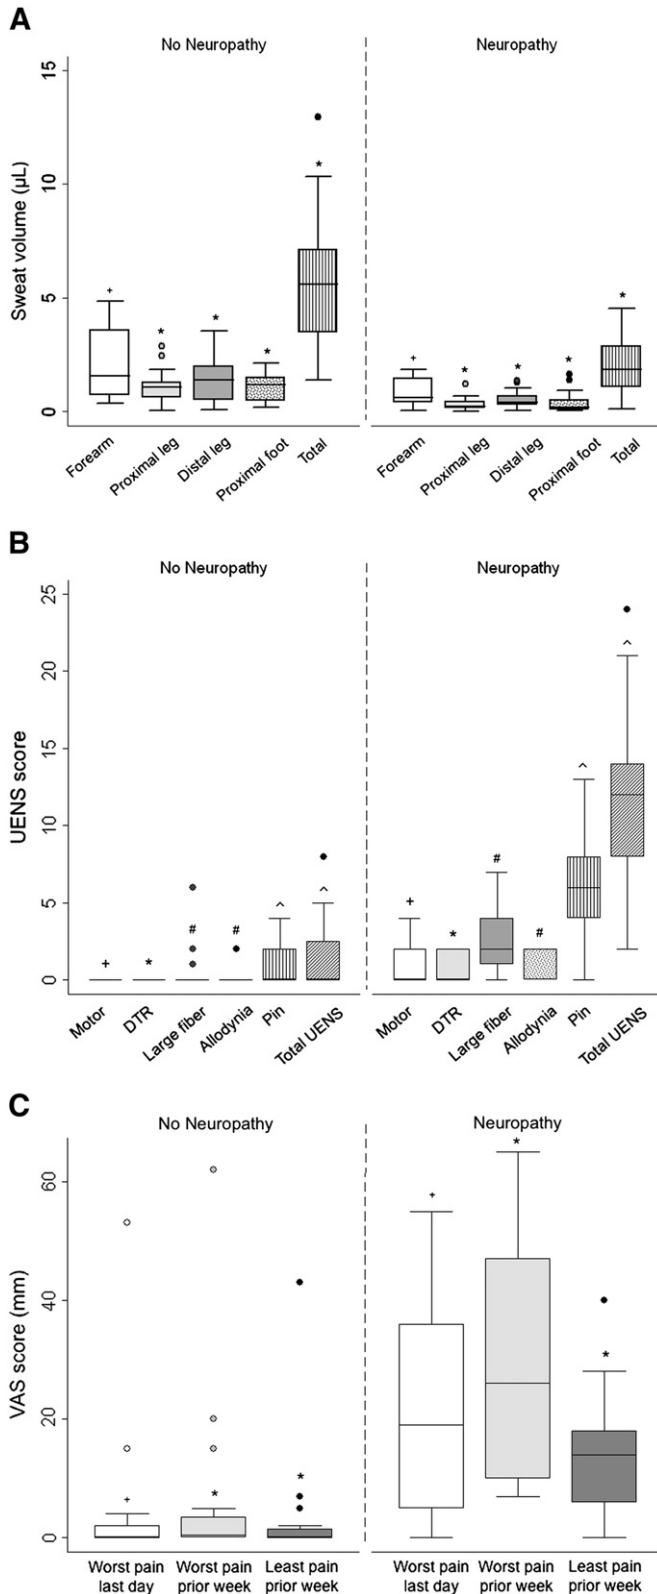 A
No Neuropathy Neuropathy
Sweat volume (µL)
15
10
5
0
Forearm Proximal leg Distal leg Proximal foot Total Forearm Proximal leg Distal leg Proximal foot Total
+ * * * * + * * * *
B
No Neuropathy Neuropathy
UENS score
25
20
15
10
5
0
+ * # # ^ ^ + * # # ^ ^
Motor DTR Large fiber Allodynia Pin Total UENS Motor DTR Large fiber Allodynia Pin Total UENS
C
No Neuropathy Neuropathy
VAS score (mm)
60
40
20
0
+ * * + * *
Worst pain Worst pain Least pain Worst pain Worst pain Least pain
last day prior week prior week last day prior week prior week